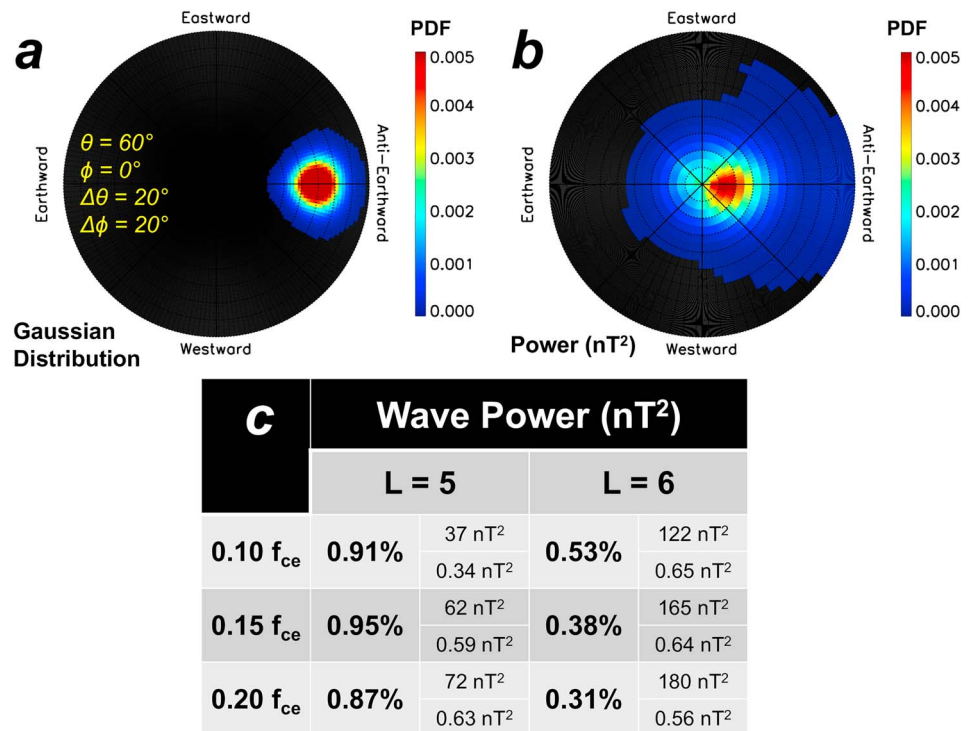 a
Eastward
Earthward
Anti-Earthward
Westward
θ = 60°
ϕ = 0°
Δθ = 20°
Δϕ = 20°
Gaussian
Distribution
PDF
0.005
0.004
0.003
0.002
0.001
0.000
b
Eastward
Earthward
Anti-Earthward
Westward
Power (nT²)
PDF
0.005
0.004
0.003
0.002
0.001
0.000
c Wave Power (nT²)
L = 5 L = 6
0.10 fce 0.91% 37 nT² 0.53% 122 nT²
0.34 nT² 0.65 nT²
0.15 fce 0.95% 62 nT² 0.38% 165 nT²
0.59 nT² 0.64 nT²
0.20 fce 0.87% 72 nT² 0.31% 180 nT²
0.63 nT² 0.56 nT²